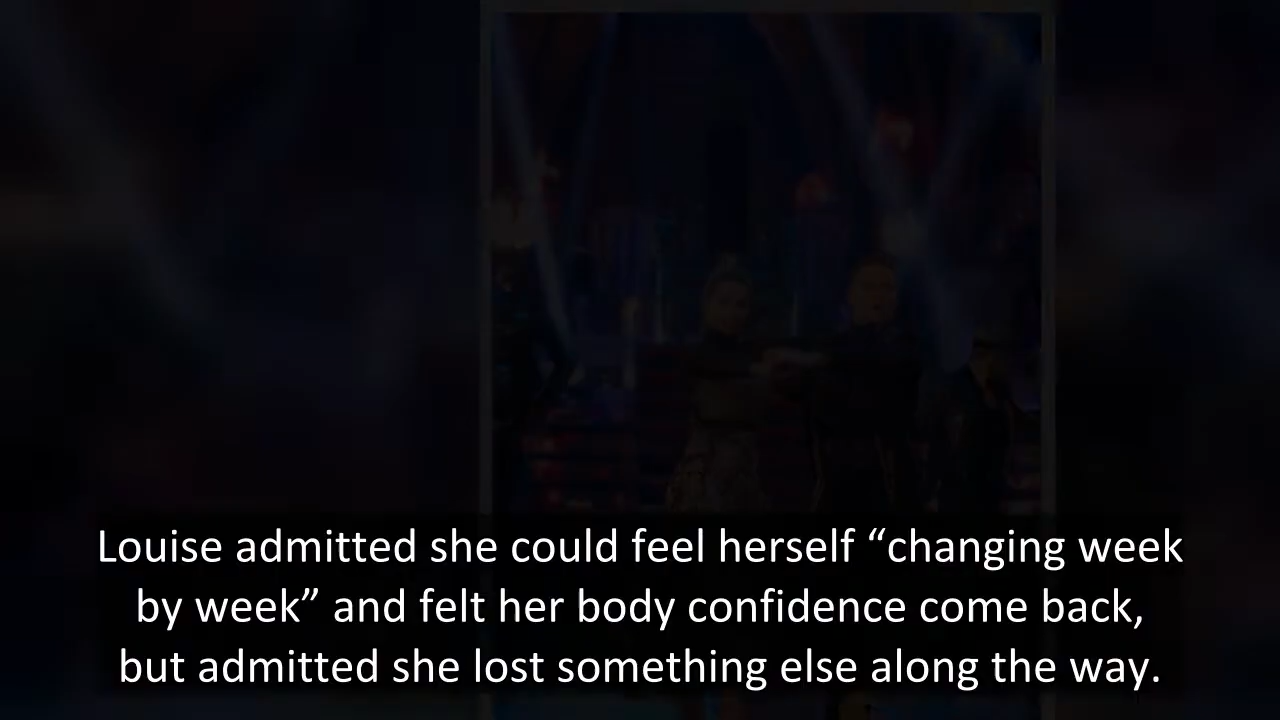 Louise admitted she could feel herself “changing week
by week” and felt her body confidence come back,
but admitted she lost something else along the way.